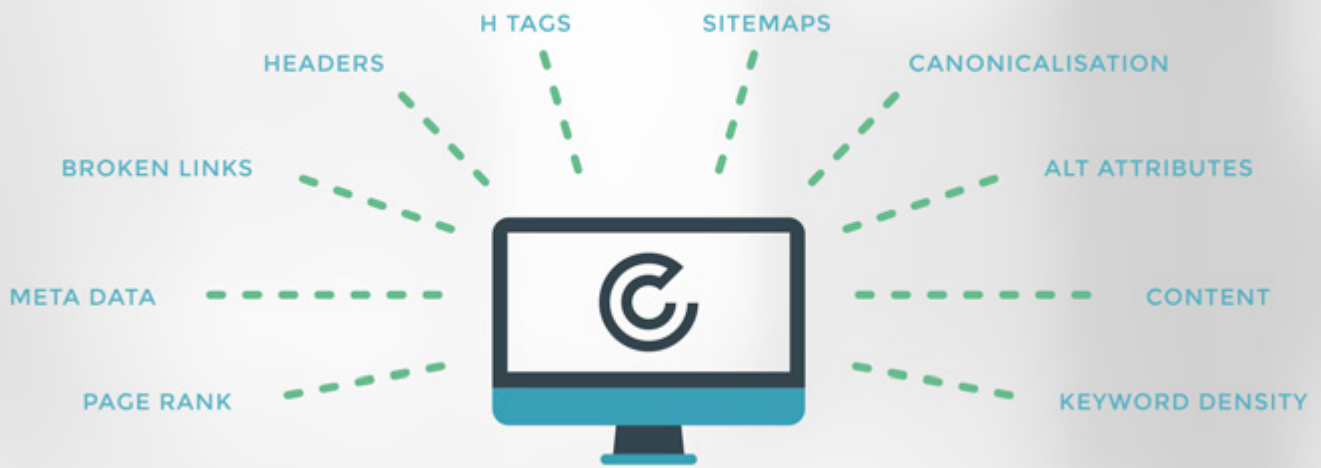 H TAGS
SITEMAPS
HEADERS
CANONICALISATION
BROKEN LINKS
ALT ATTRIBUTES
META DATA
CONTENT
PAGE RANK
KEYWORD DENSITY